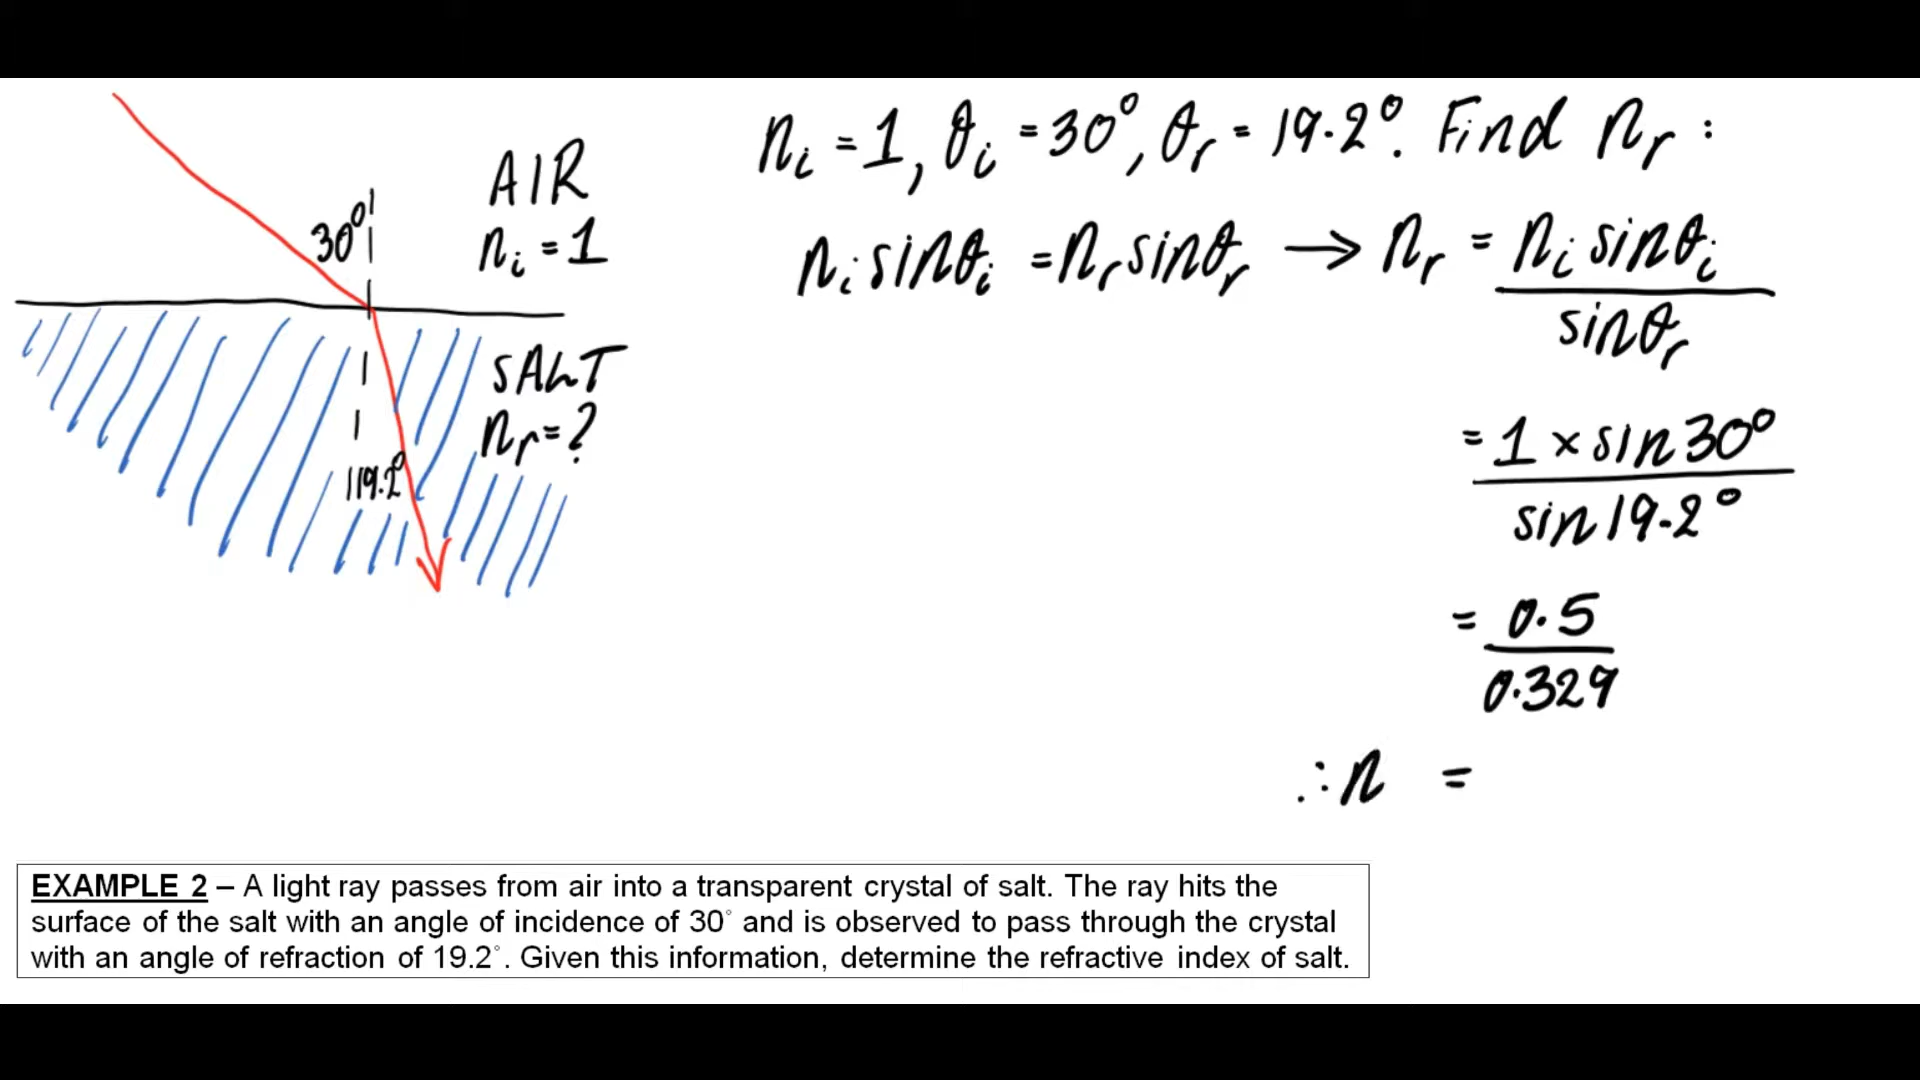 nᵢ = 1, θᵢ = 30°, θᵣ = 19.2°. Find nᵣ :
nᵢ sinθᵢ = nᵣ sinθᵣ → nᵣ = nᵢ sinθᵢ
sinθᵣ
= 1 × sin 30°
sin 19.2°
= 0.5
0.329
∴ n =
30°
AIR
nᵢ = 1
SALT
nᵣ = ?
19.2°
EXAMPLE 2 – A light ray passes from air into a transparent crystal of salt. The ray hits the
surface of the salt with an angle of incidence of 30° and is observed to pass through the crystal
with an angle of refraction of 19.2°. Given this information, determine the refractive index of salt.